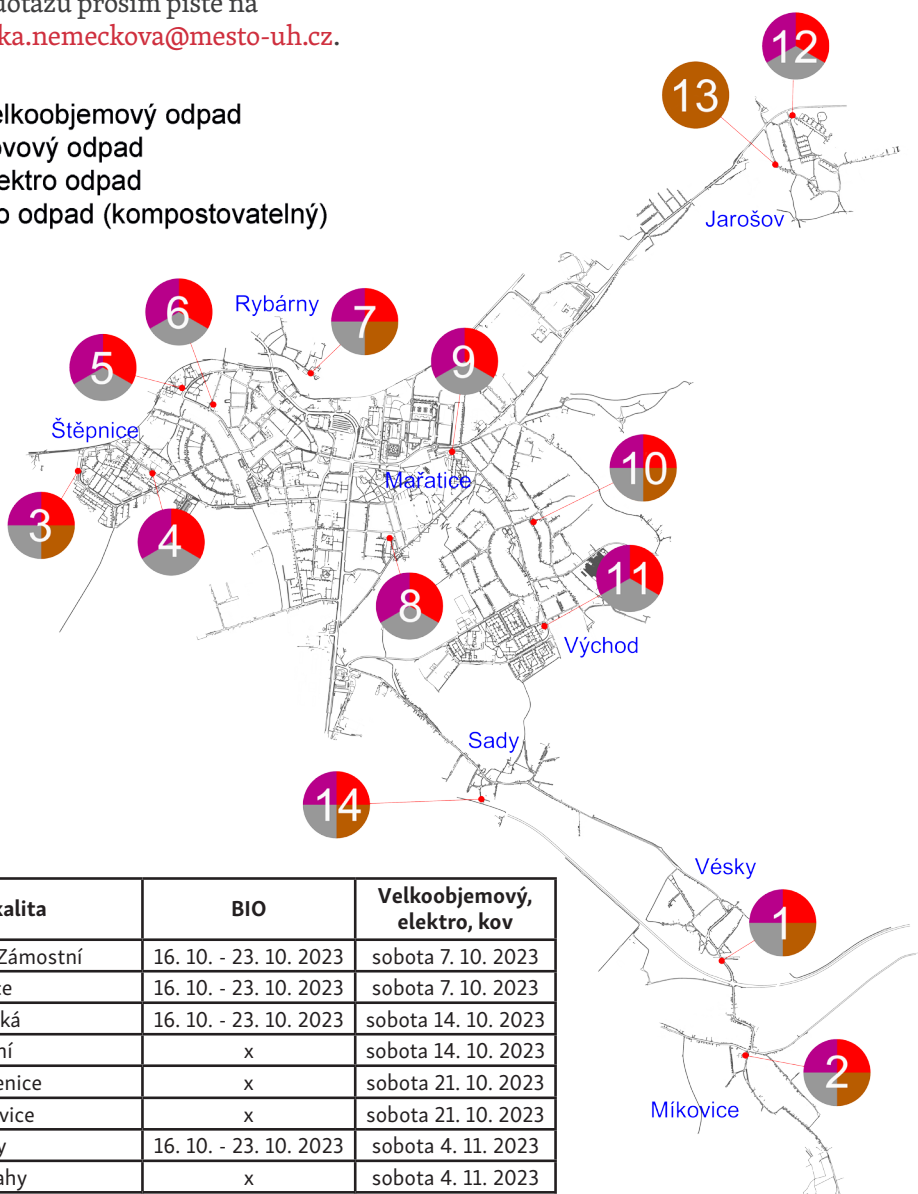 dotazů prosím pište na
ka.nemeckova@mesto-uh.cz.
elkoobjemový odpad
ovový odpad
ektro odpad
o odpad (kompostovatelný)
12
13
Jarošov
6
Rybárny
7
5
9
Štěpnice
Mařatice
10
3
4
8
11
Východ
Sady
14
Vésky
1
2
Míkovice
kalita BIO Velkoobjemový,
elektro, kov
Zámostní 16. 10. - 23. 10. 2023 sobota 7. 10. 2023
ce 16. 10. - 23. 10. 2023 sobota 7. 10. 2023
ká 16. 10. - 23. 10. 2023 sobota 14. 10. 2023
ní x sobota 14. 10. 2023
enice x sobota 21. 10. 2023
vice x sobota 21. 10. 2023
y 16. 10. - 23. 10. 2023 sobota 4. 11. 2023
ahy x sobota 4. 11. 2023